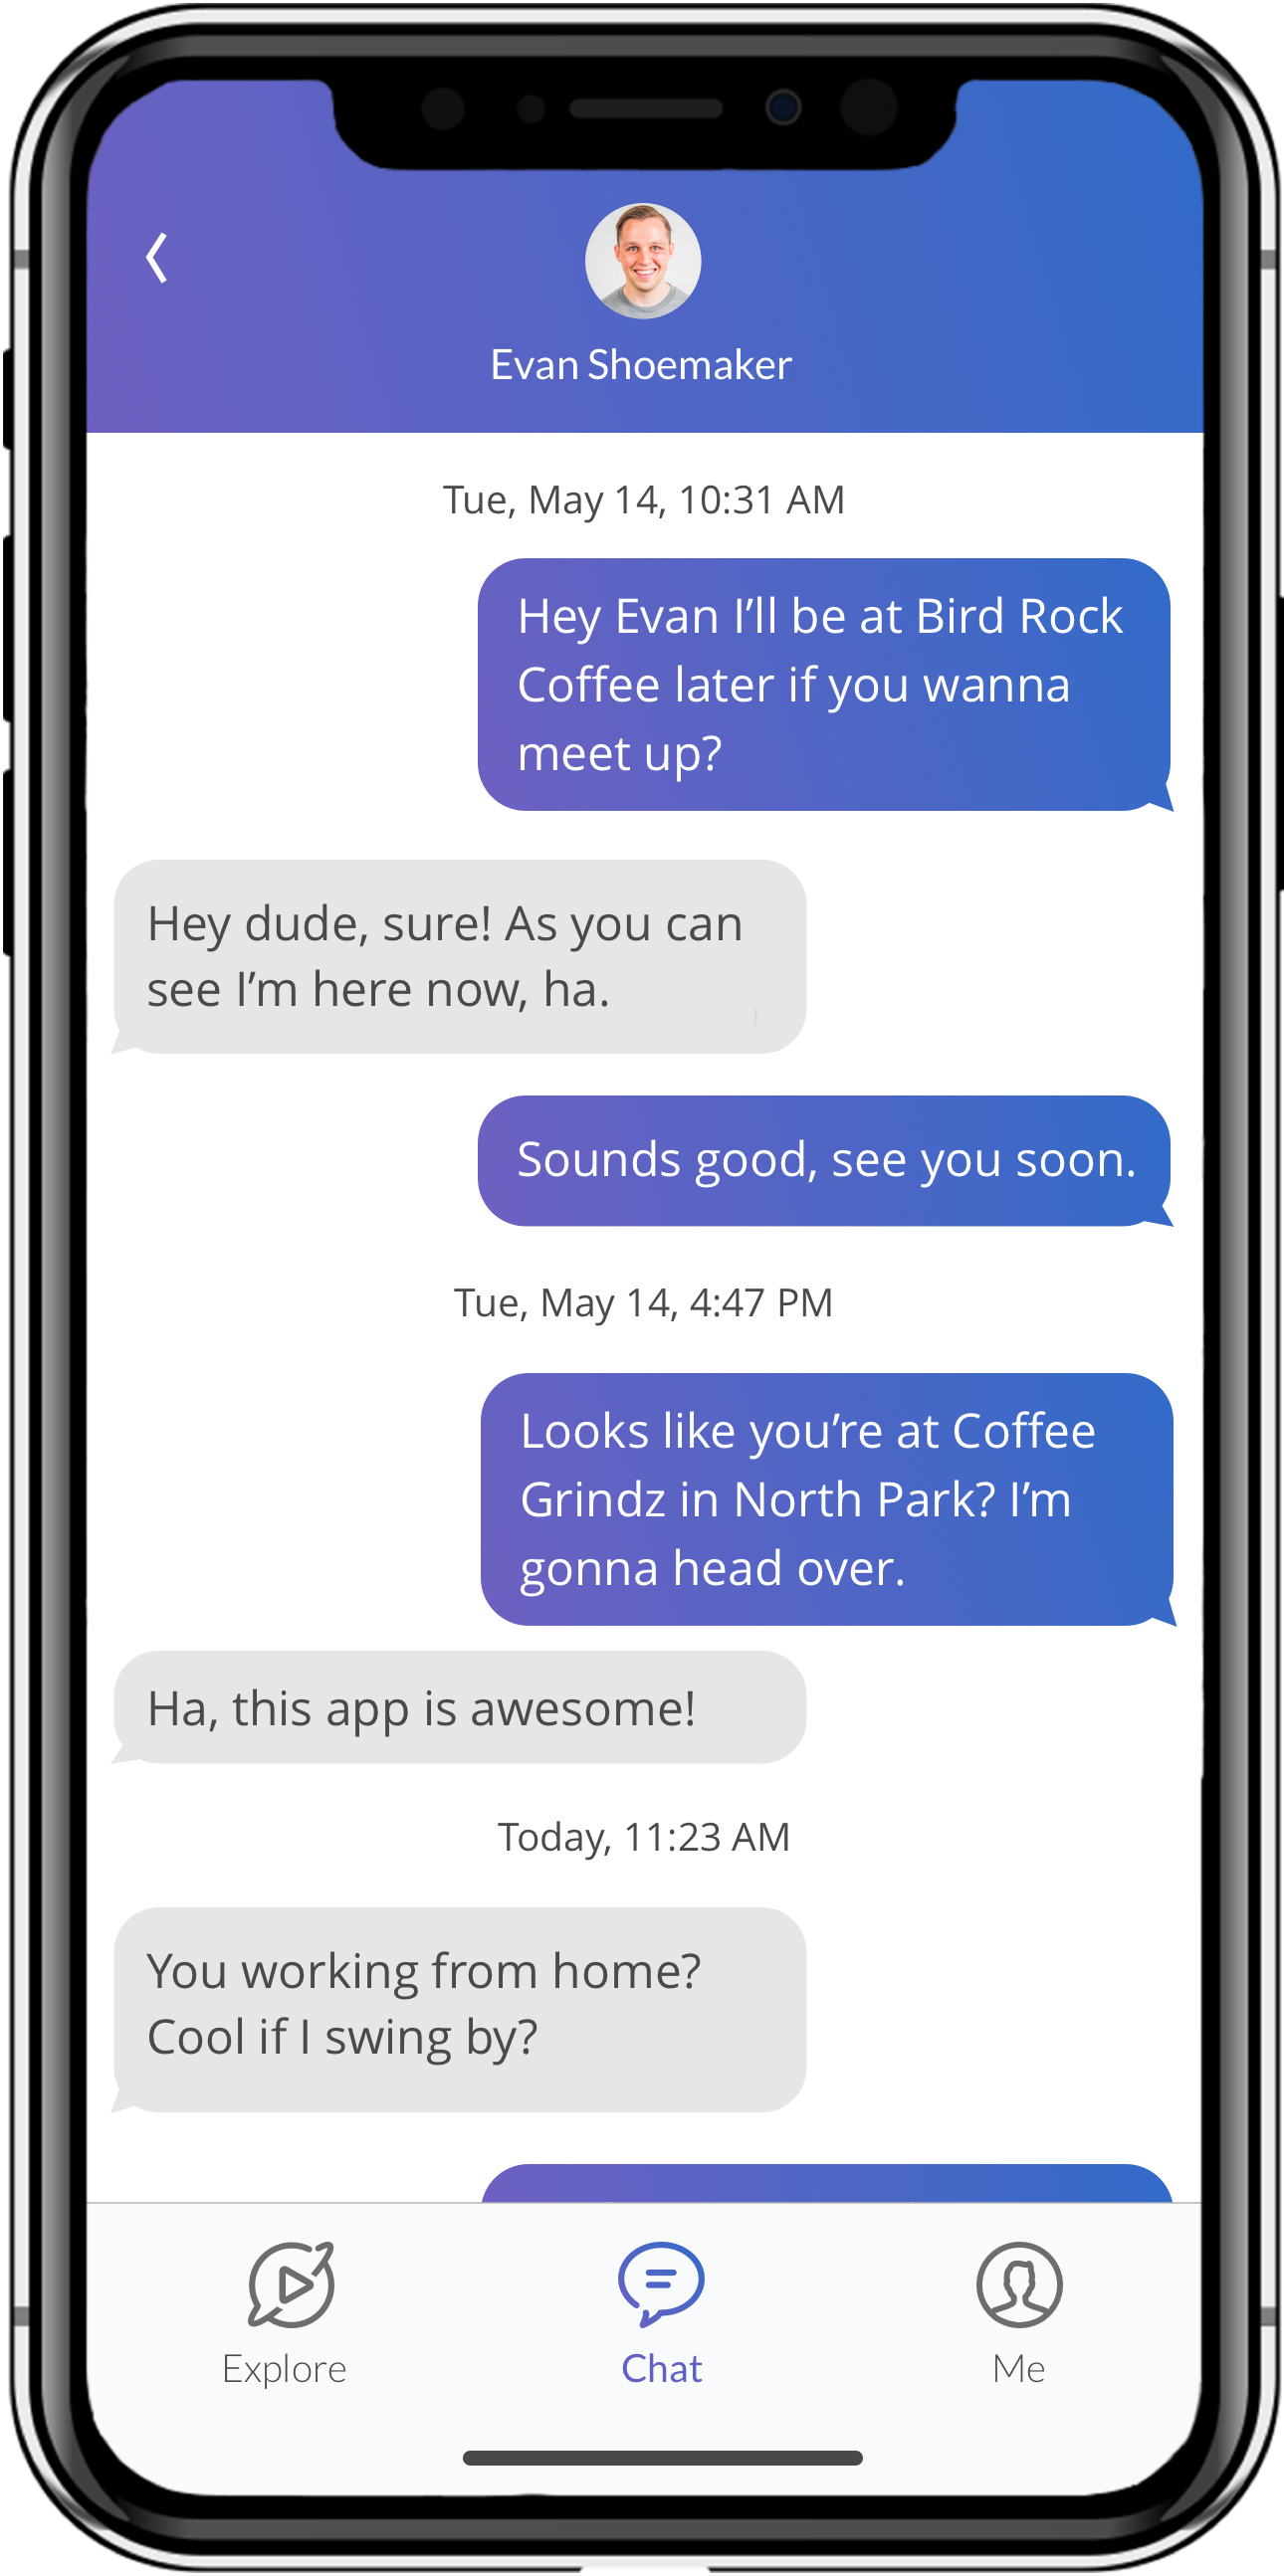 Evan Shoemaker
Tue, May 14, 10:31 AM
Hey Evan I’ll be at Bird Rock
Coffee later if you wanna
meet up?
Hey dude, sure! As you can
see I’m here now, ha.
Sounds good, see you soon.
Tue, May 14, 4:47 PM
Looks like you’re at Coffee
Grindz in North Park? I’m
gonna head over.
Ha, this app is awesome!
Today, 11:23 AM
You working from home?
Cool if I swing by?
Explore
Chat
Me